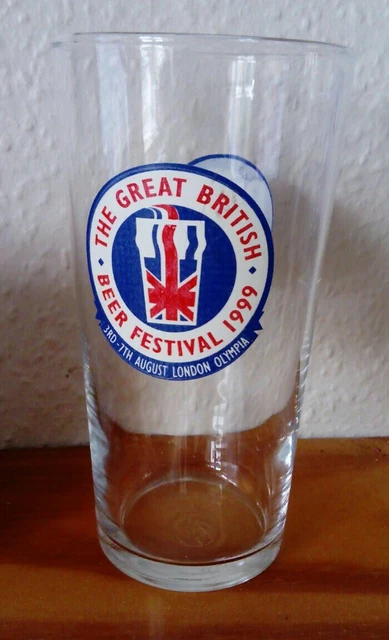 THE GREAT BRITISH
BEER FESTIVAL 1999
3RD-7TH AUGUST LONDON OLYMPIA